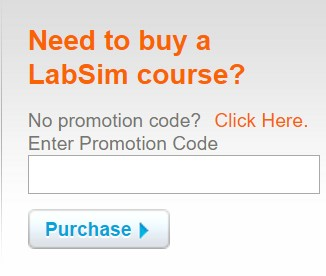 Need to buy a
LabSim course?
No promotion code? Click Here.
Enter Promotion Code
Purchase